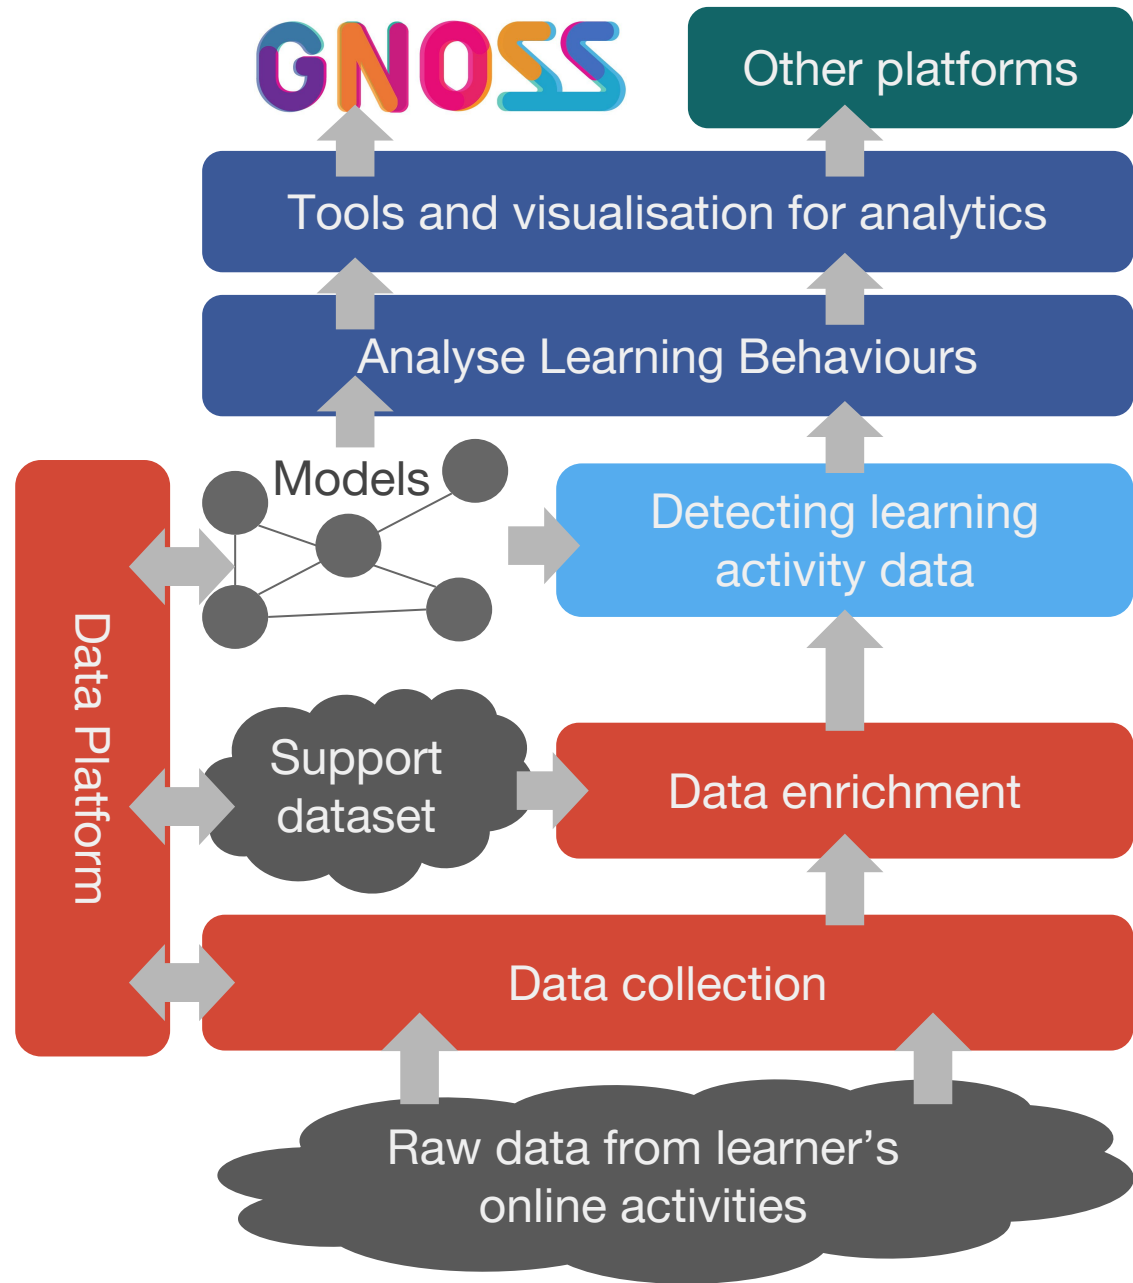 GNOSS
Other platforms
Tools and visualisation for analytics
Analyse Learning Behaviours
Models
Detecting learning
activity data
Data Platform
Support
dataset
Data enrichment
Data collection
Raw data from learner’s
online activities